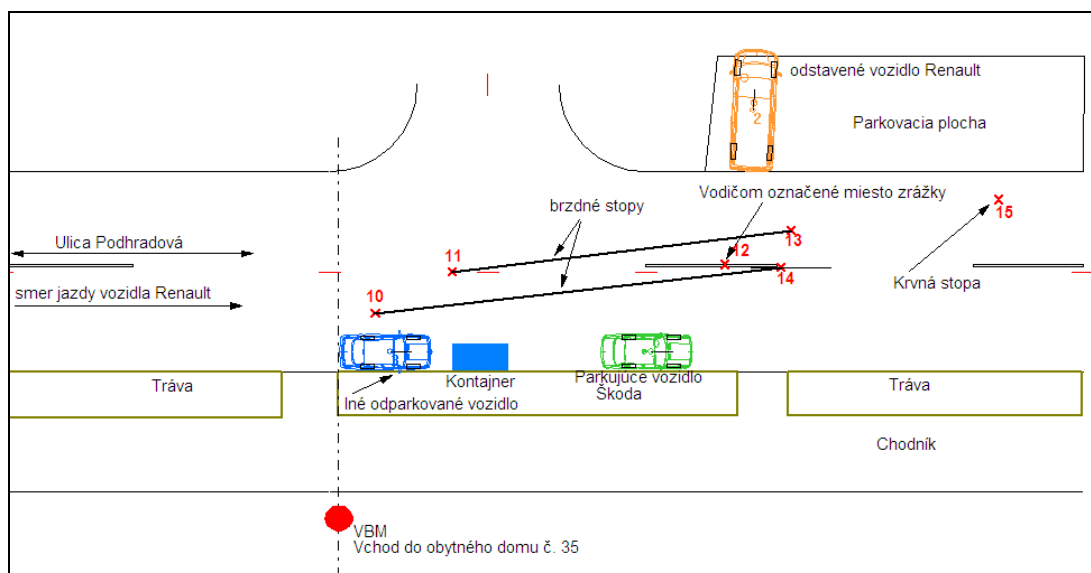 odstavené vozidlo Renault
2
Parkovacia plocha
Vodičom označené miesto zrážky
brzdné stopy
15
Ulica Podhradová
13
12
11
14
Krvná stopa
smer jazdy vozidla Renault
10
Tráva
Kontajner
Parkujúce vozidlo
Škoda
Tráva
Iné odparkované vozidlo
Chodník
VBM
Vchod do obytného domu č. 35